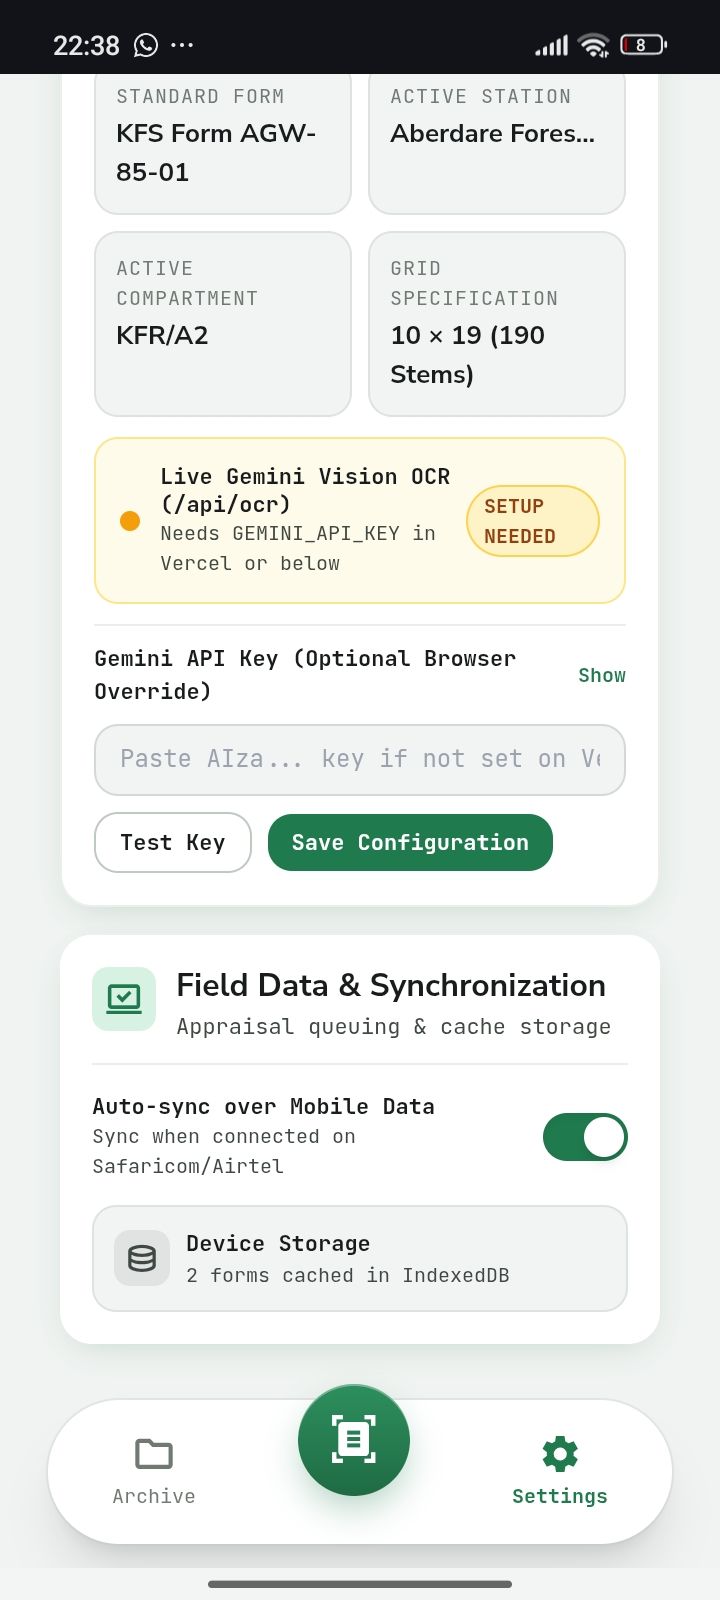 22:38
8
STANDARD FORM
KFS Form AGW-
85-01
ACTIVE STATION
Aberdare Fores...
ACTIVE
COMPARTMENT
KFR/A2
GRID
SPECIFICATION
10 × 19 (190
Stems)
Live Gemini Vision OCR
(/api/ocr)
Needs GEMINI_API_KEY in
Vercel or below
SETUP
NEEDED
Gemini API Key (Optional Browser
Override)
Show
Paste AIza... key if not set on Ve
Test Key
Save Configuration
Field Data & Synchronization
Appraisal queuing & cache storage
Auto-sync over Mobile Data
Sync when connected on
Safaricom/Airtel
Device Storage
2 forms cached in IndexedDB
Archive
Settings